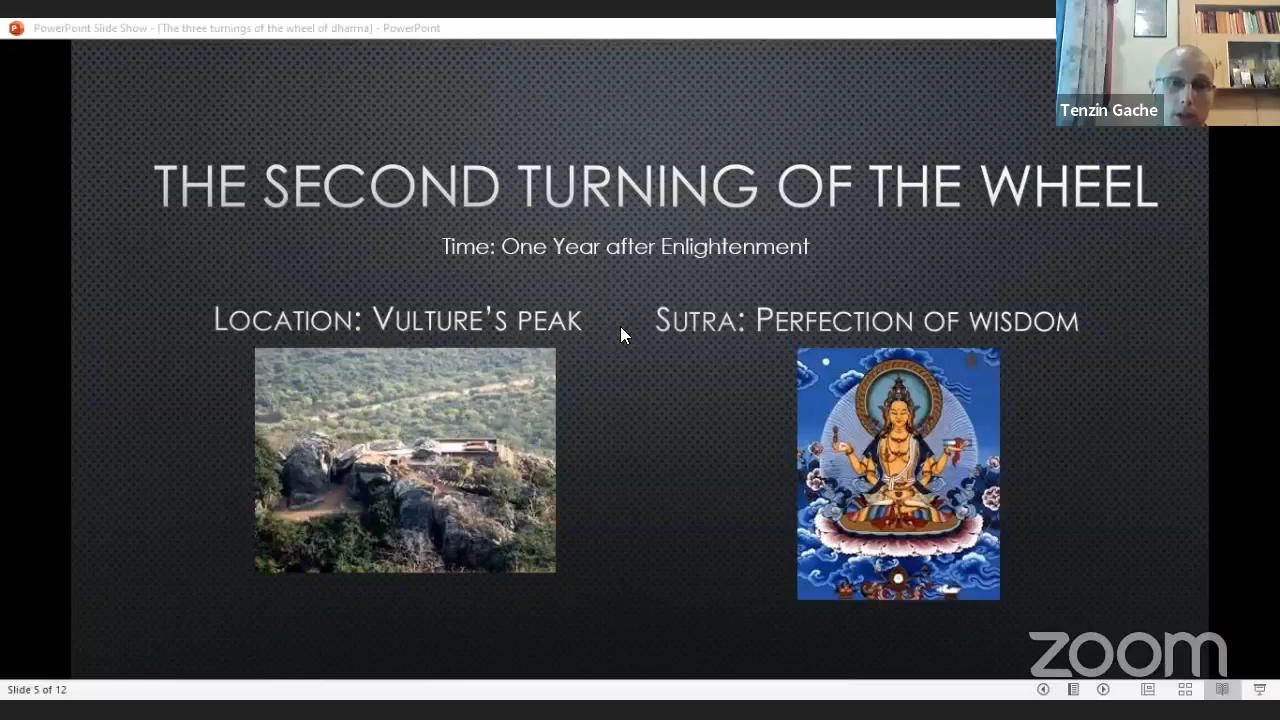 PowerPoint Slide Show - [The three turnings of the wheel of dharma] - PowerPoint
Tenzin Gache
THE SECOND TURNING OF THE WHEEL
Time: One Year after Enlightenment
LOCATION: VULTURE'S PEAK
SUTRA: PERFECTION OF WISDOM
zoom
Slide 5 of 12